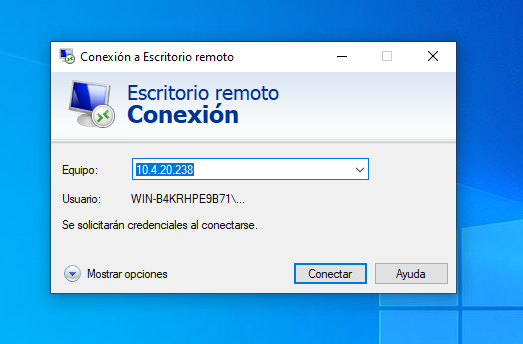 Conexión a Escritorio remoto
Escritorio remoto
Conexión
Equipo:
10.4.20.238
Usuario:
WIN-B4KRHPE9B71\...
Se solicitarán credenciales al conectarse.
Mostrar opciones
Conectar
Ayuda